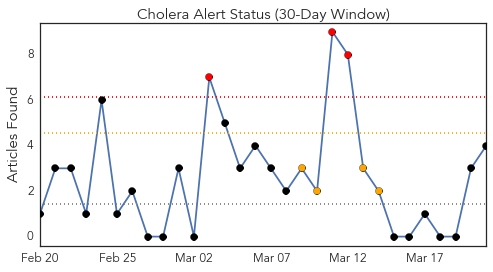 Cholera Alert Status (30-Day Window)
Articles Found
8
6
4
2
0
Feb 20 Feb 25 Mar 02 Mar 07 Mar 12 Mar 17